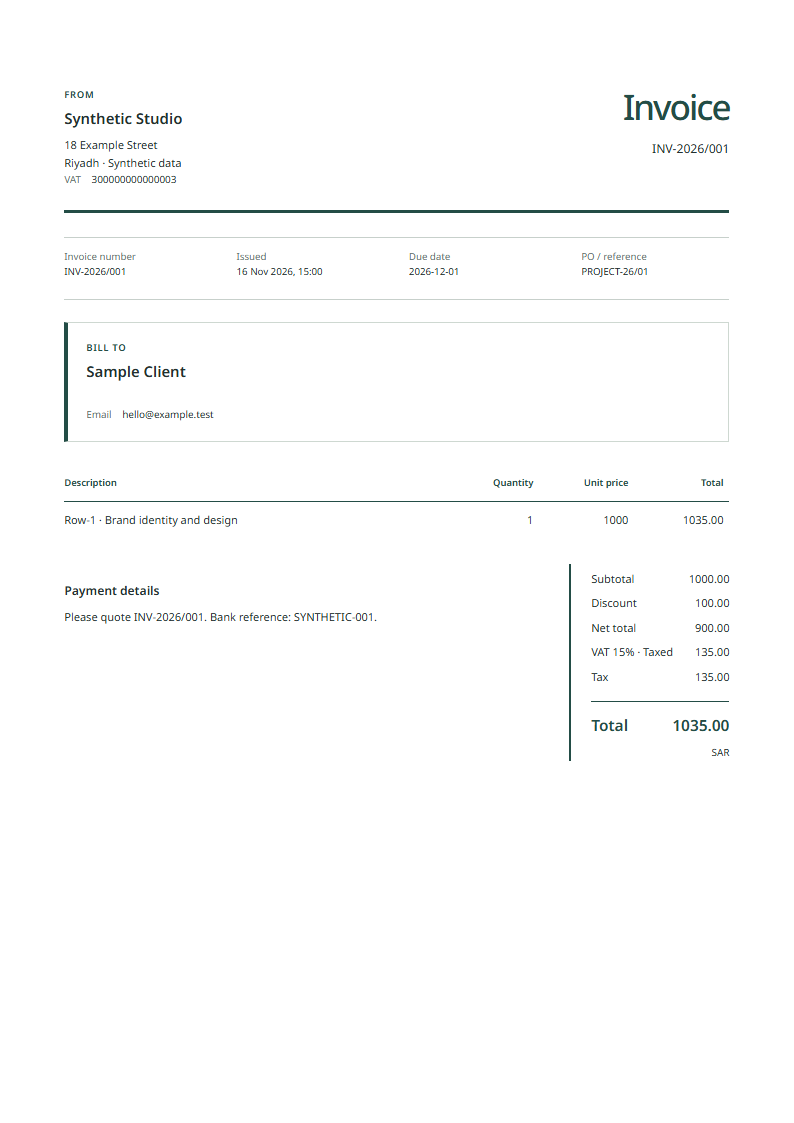 FROM
Synthetic Studio
18 Example Street
Riyadh · Synthetic data
VAT 300000000000003
Invoice
INV-2026/001
Invoice number Issued Due date PO / reference
INV-2026/001 16 Nov 2026, 15:00 2026-12-01 PROJECT-26/01
BILL TO
Sample Client
Email hello@example.test
Description Quantity Unit price Total
Row-1 · Brand identity and design 1 1000 1035.00
Payment details
Please quote INV-2026/001. Bank reference: SYNTHETIC-001.
Subtotal 1000.00
Discount 100.00
Net total 900.00
VAT 15% · Taxed 135.00
Tax 135.00
Total 1035.00
SAR